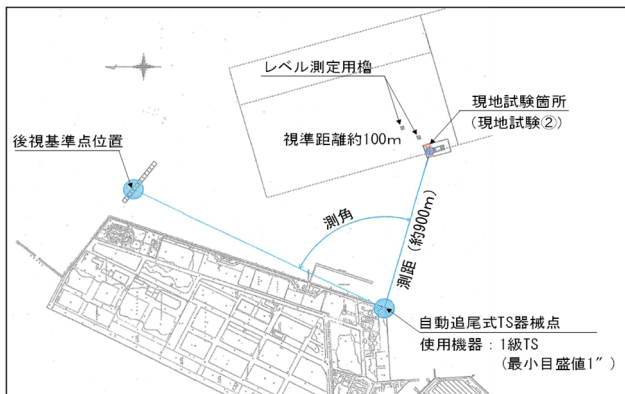 レベル測定用櫓
現地試験箇所
(現地試験②)
視準距離約100m
後視基準点位置
測角
測距(約900m)
自動追尾式TS器械点
使用機器:1級TS
(最小目盛値1″)